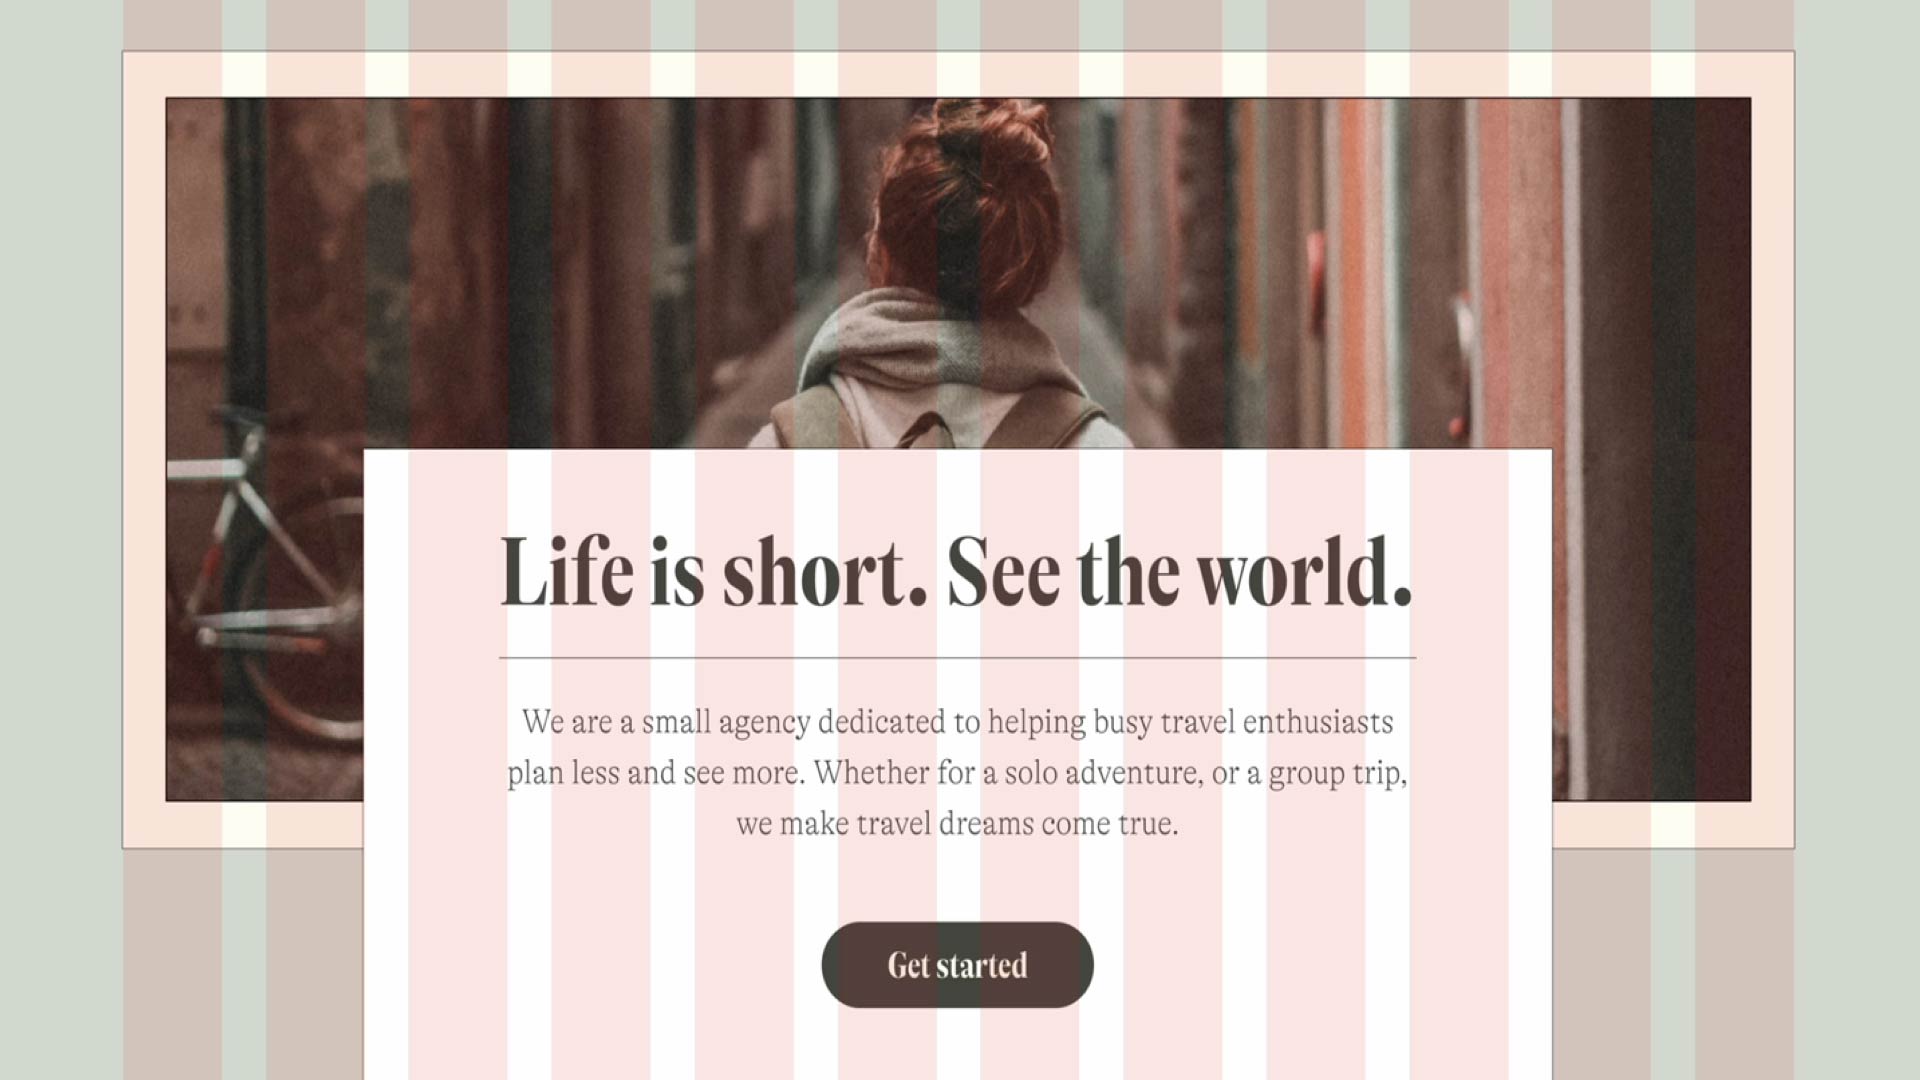 Life is short. See the world.
We are a small agency dedicated to helping busy travel enthusiasts
plan less and see more. Whether for a solo adventure, or a group trip,
we make travel dreams come true.
Get started